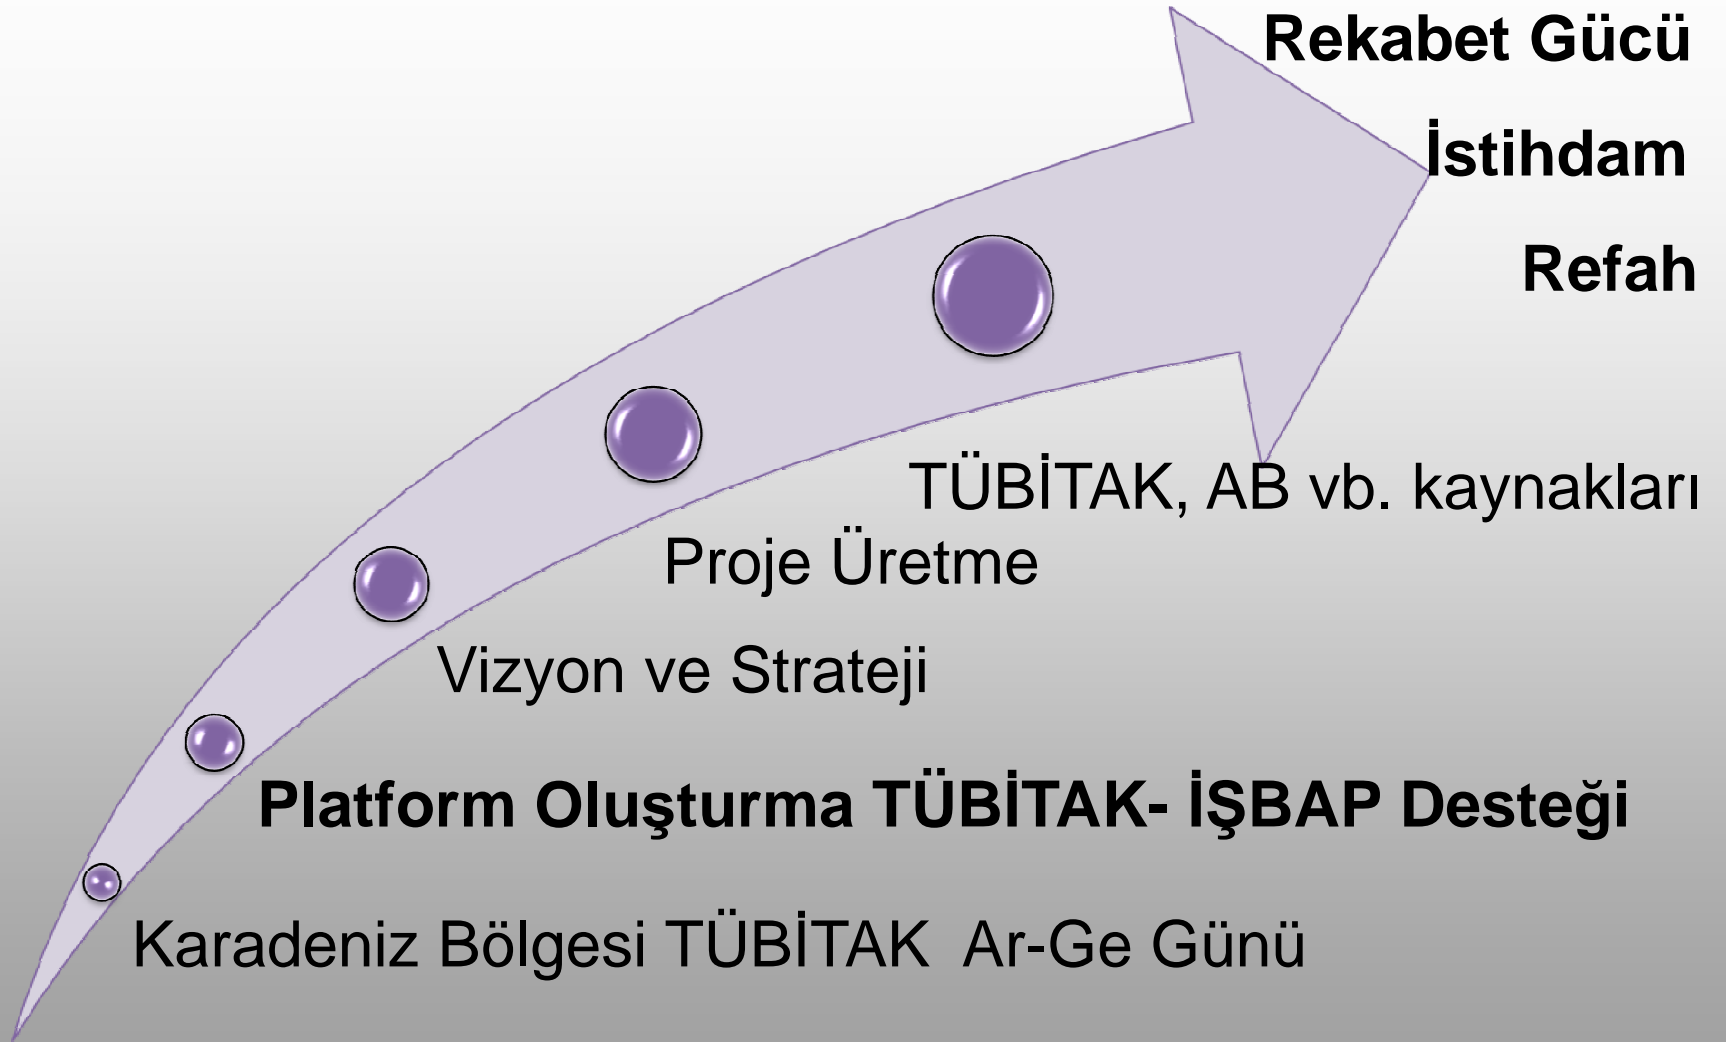 Rekabet Gücü
İstihdam
Refah
TÜBİTAK, AB vb. kaynakları
Proje Üretme
Vizyon ve Strateji
Platform Oluşturma TÜBİTAK- İŞBAP Desteği
Karadeniz Bölgesi TÜBİTAK  Ar-Ge Günü